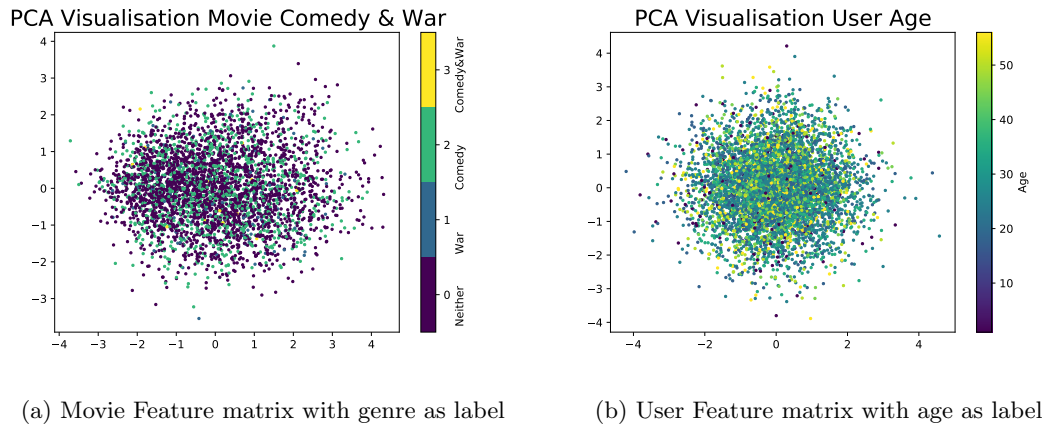 PCA Visualisation Movie Comedy & War
4
3
2
1
0
−1
−2
−3
−4 −3 −2 −1 0 1 2 3 4
3 Comedy&War
2 Comedy
1 War
0 Neither
PCA Visualisation User Age
4
3
2
1
0
−1
−2
−3
−4
−4 −2 0 2 4
50
40
30
20
10
Age
(a) Movie Feature matrix with genre as label
(b) User Feature matrix with age as label